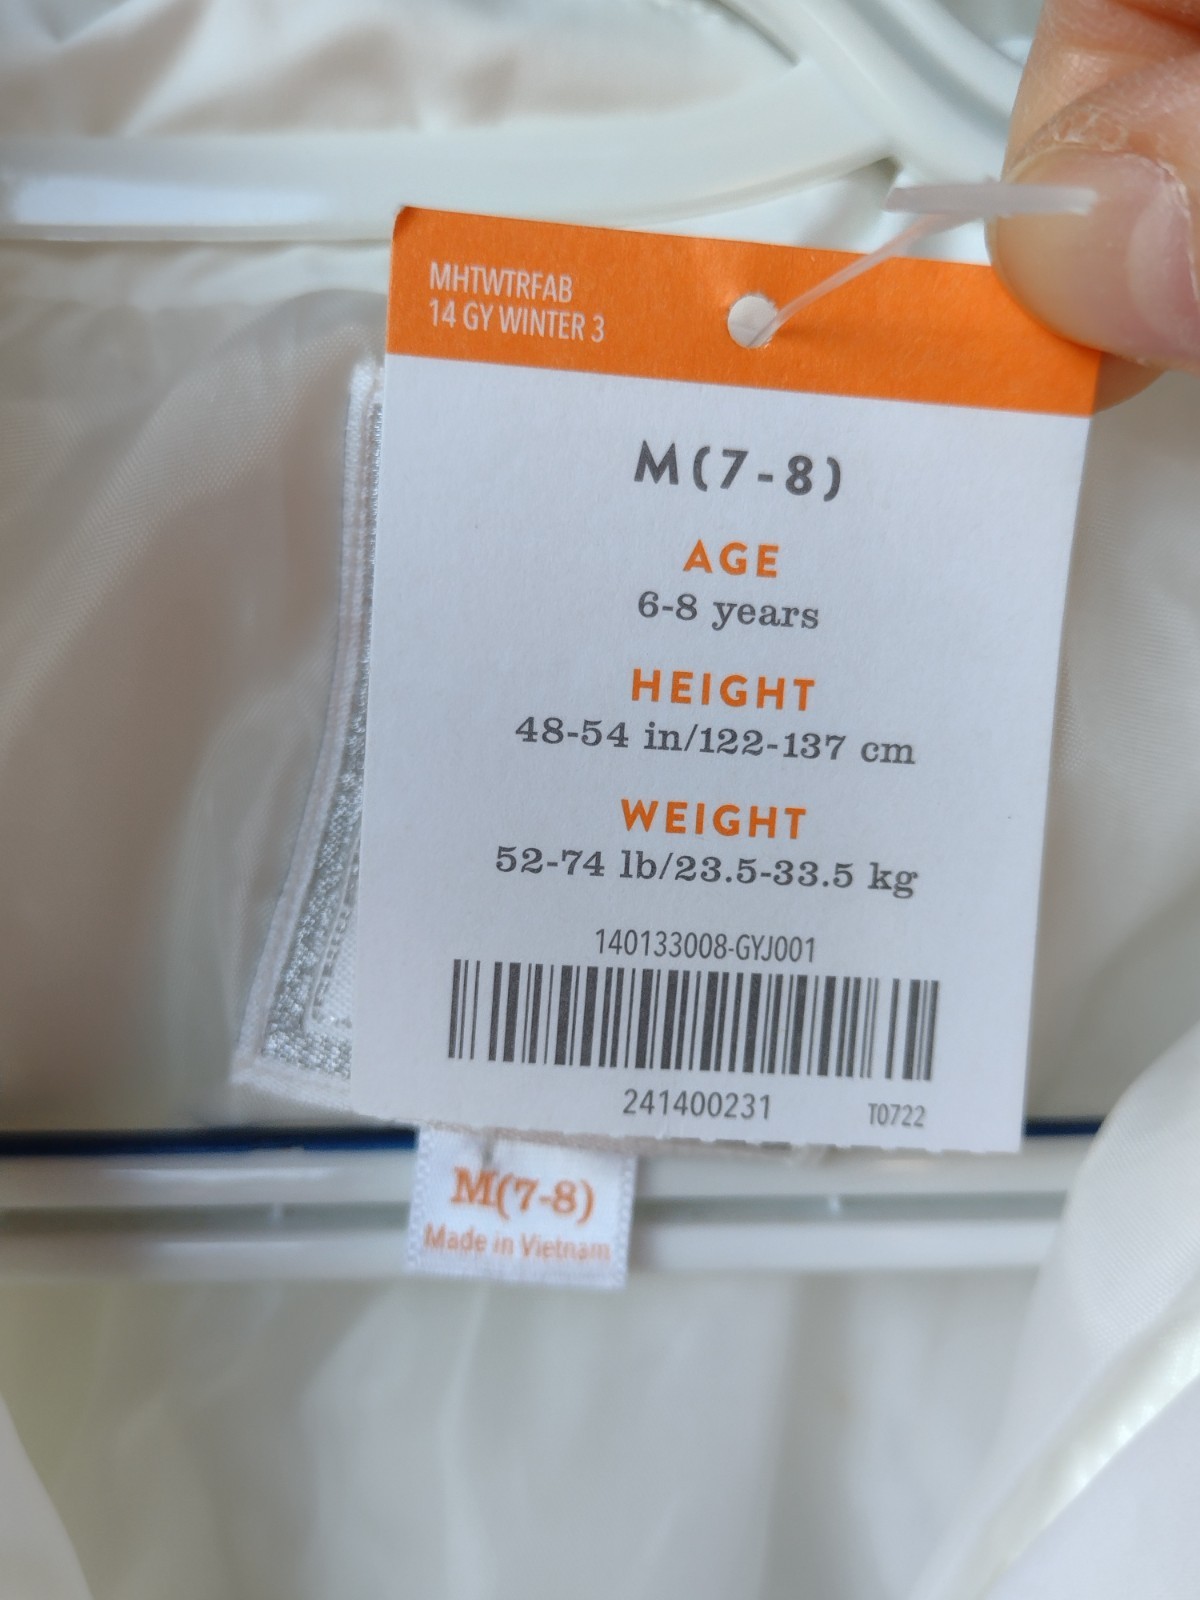 MHTWTRFAB
14 GY WINTER 3
M(7-8)
AGE
6-8 years
HEIGHT
48-54 in/122-137 cm
WEIGHT
52-74 lb/23.5-33.5 kg
140133008-GYJ001
241400231
T0722
M(7-8)
Made in Vietnam